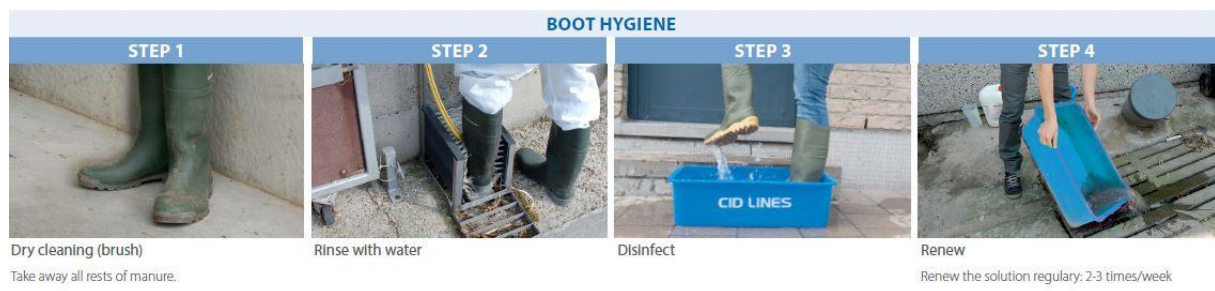 BOOT HYGIENE
STEP 1
STEP 2
STEP 3
STEP 4
CID LINES
Dry cleaning (brush)
Rinse with water
Disinfect
Renew
Take away all rests of manure.
Renew the solution regulary: 2-3 times/week